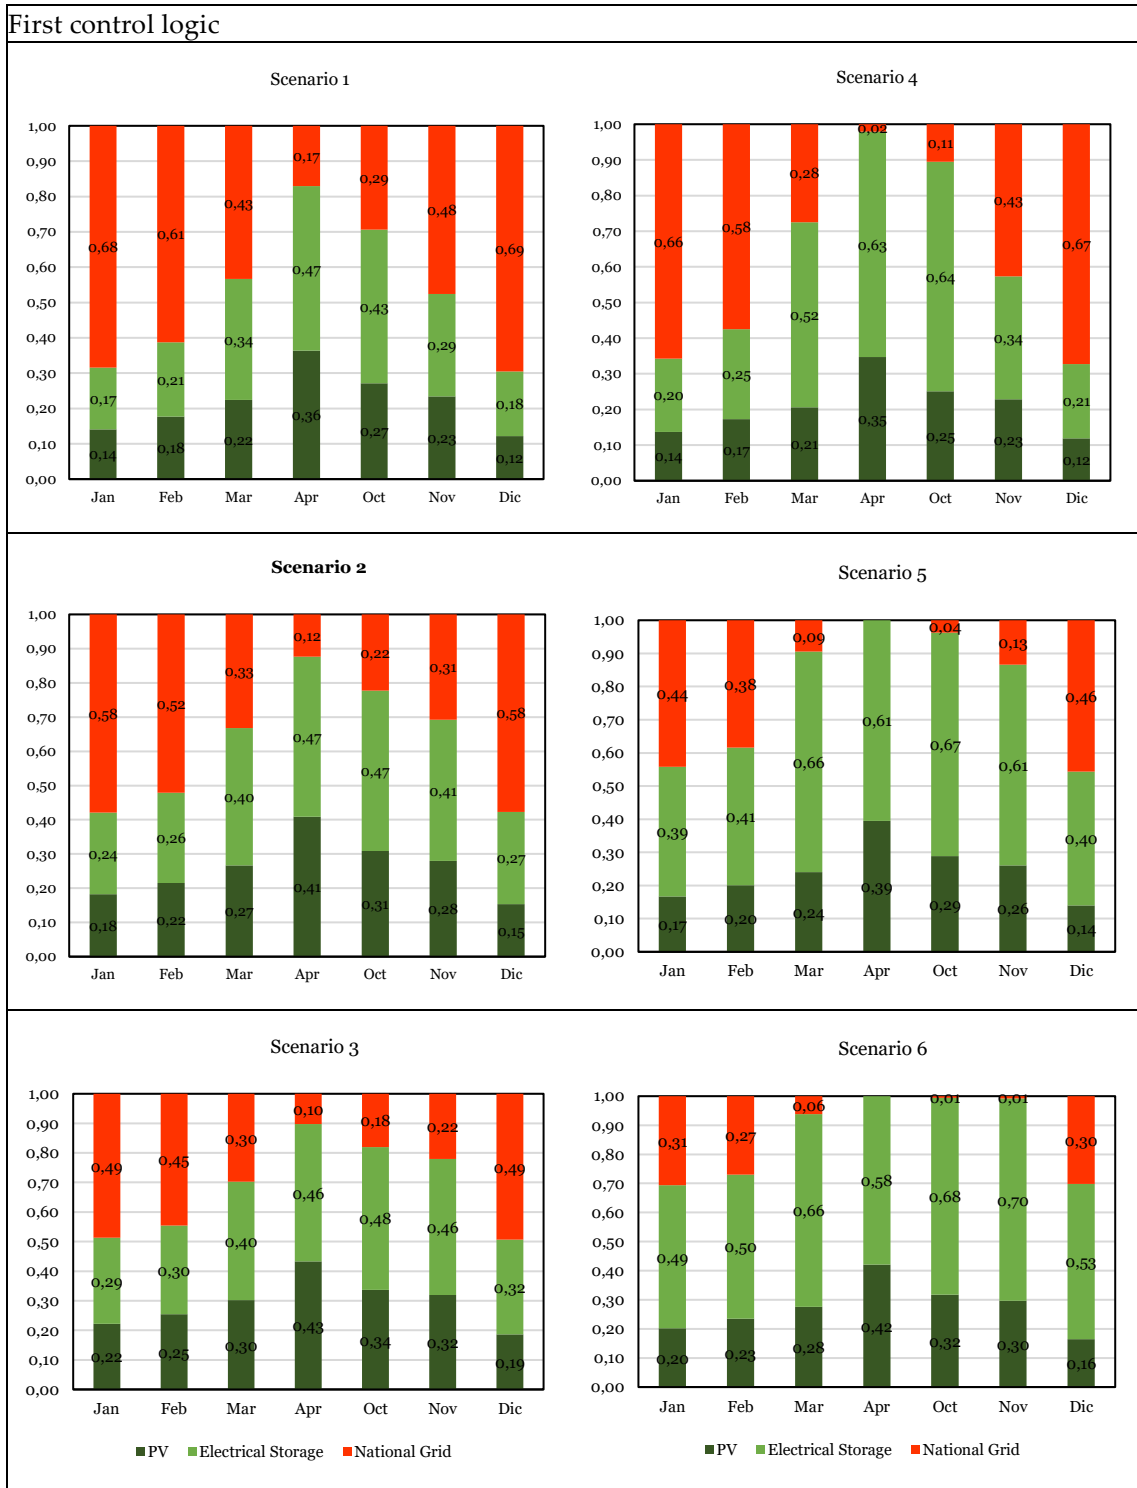 First control logic
Scenario 1
1,00
0,90
0,80
0,70
0,60
0,50
0,40
0,30
0,20
0,10
0,00
0,68 0,61 0,43 0,17 0,29 0,48 0,69
0,17 0,21 0,34 0,47 0,43 0,29 0,18
0,14 0,18 0,22 0,36 0,27 0,23 0,12
Jan Feb Mar Apr Oct Nov Dic
Scenario 4
1,00
0,90
0,80
0,70
0,60
0,50
0,40
0,30
0,20
0,10
0,00
0,66 0,58 0,28 0,02 0,11 0,43 0,67
0,20 0,25 0,52 0,63 0,64 0,34 0,21
0,14 0,17 0,21 0,35 0,25 0,23 0,12
Jan Feb Mar Apr Oct Nov Dic
Scenario 2
1,00
0,90
0,80
0,70
0,60
0,50
0,40
0,30
0,20
0,10
0,00
0,58 0,52 0,33 0,12 0,22 0,31 0,58
0,24 0,26 0,40 0,47 0,47 0,41 0,27
0,18 0,22 0,27 0,41 0,31 0,28 0,15
Jan Feb Mar Apr Oct Nov Dic
Scenario 5
1,00
0,90
0,80
0,70
0,60
0,50
0,40
0,30
0,20
0,10
0,00
0,44 0,38 0,09 0,04 0,13 0,46
0,39 0,41 0,66 0,61 0,67 0,61 0,40
0,17 0,20 0,24 0,39 0,29 0,26 0,14
Jan Feb Mar Apr Oct Nov Dic
Scenario 3
1,00
0,90
0,80
0,70
0,60
0,50
0,40
0,30
0,20
0,10
0,00
0,49 0,45 0,30 0,10 0,18 0,22 0,49
0,29 0,30 0,40 0,46 0,48 0,46 0,32
0,22 0,25 0,30 0,43 0,34 0,32 0,19
Jan Feb Mar Apr Oct Nov Dic
PV Electrical Storage National Grid
Scenario 6
1,00
0,90
0,80
0,70
0,60
0,50
0,40
0,30
0,20
0,10
0,00
0,31 0,27 0,06 0,01 0,01 0,30
0,49 0,50 0,66 0,58 0,68 0,70 0,53
0,20 0,23 0,28 0,42 0,32 0,30 0,16
Jan Feb Mar Apr Oct Nov Dic
PV Electrical Storage National Grid